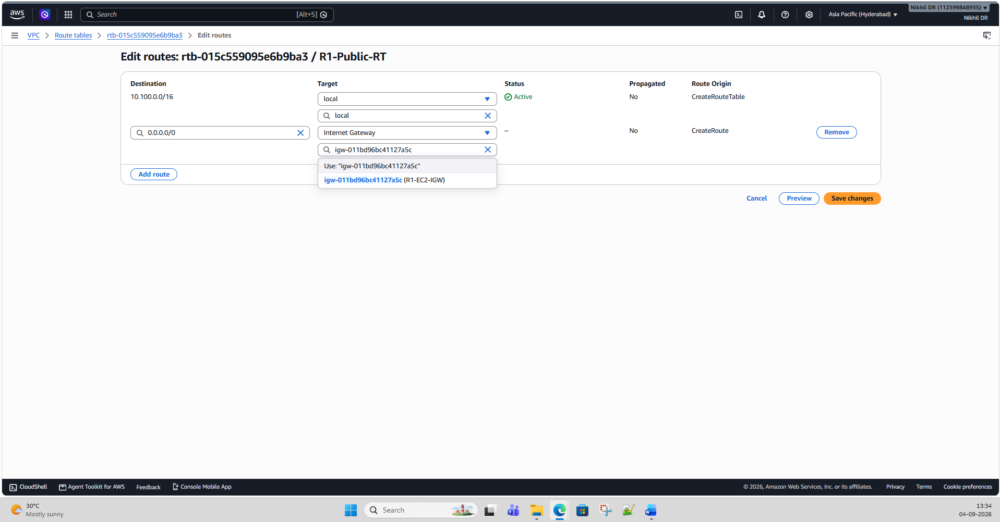 aws
Search
[Alt+S]
Asia Pacific (Hyderabad)
Nikhil DR (112399848935)
Nikhil DR
VPC
Route tables
rtb-015c559095e6b9ba3
Edit routes
Edit routes: rtb-015c559095e6b9ba3 / R1-Public-RT
Destination Target Status Propagated Route Origin
10.100.0.0/16 local Active No CreateRouteTable
local
0.0.0.0/0 Internet Gateway – No CreateRoute Remove
igw-011bd96bc41127a5c
Use: "igw-011bd96bc41127a5c"
igw-011bd96bc41127a5c (R1-EC2-IGW)
Add route
Cancel Preview Save changes
CloudShell Agent Toolkit for AWS Feedback Console Mobile App © 2026, Amazon Web Services, Inc. or its affiliates. Privacy Terms Cookie preferences
30°C
Mostly sunny
Search
13:34
04-09-2026